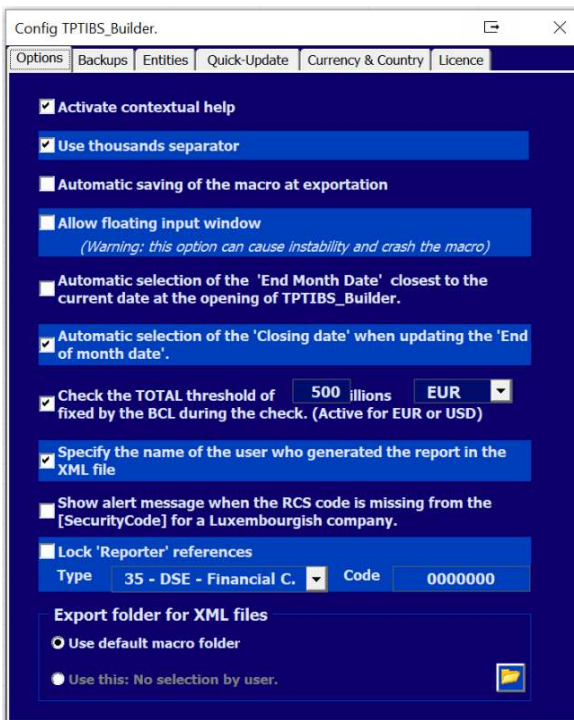 Config TPTIBS_Builder.
Options Backups Entities Quick-Update Currency & Country Licence
Activate contextual help
Use thousands separator
Automatic saving of the macro at exportation
Allow floating input window
(Warning: this option can cause instability and crash the macro)
Automatic selection of the 'End Month Date' closest to the
current date at the opening of TPTIBS_Builder.
Automatic selection of the 'Closing date' when updating the 'End
of month date'.
Check the TOTAL threshold of 500 illions EUR
fixed by the BCL during the check. (Active for EUR or USD)
Specify the name of the user who generated the report in the
XML file
Show alert message when the RCS code is missing from the
[SecurityCode] for a Luxembourgish company.
Lock 'Reporter' references
Type 35 - DSE - Financial C. Code 0000000
Export folder for XML files
Use default macro folder
Use this: No selection by user.